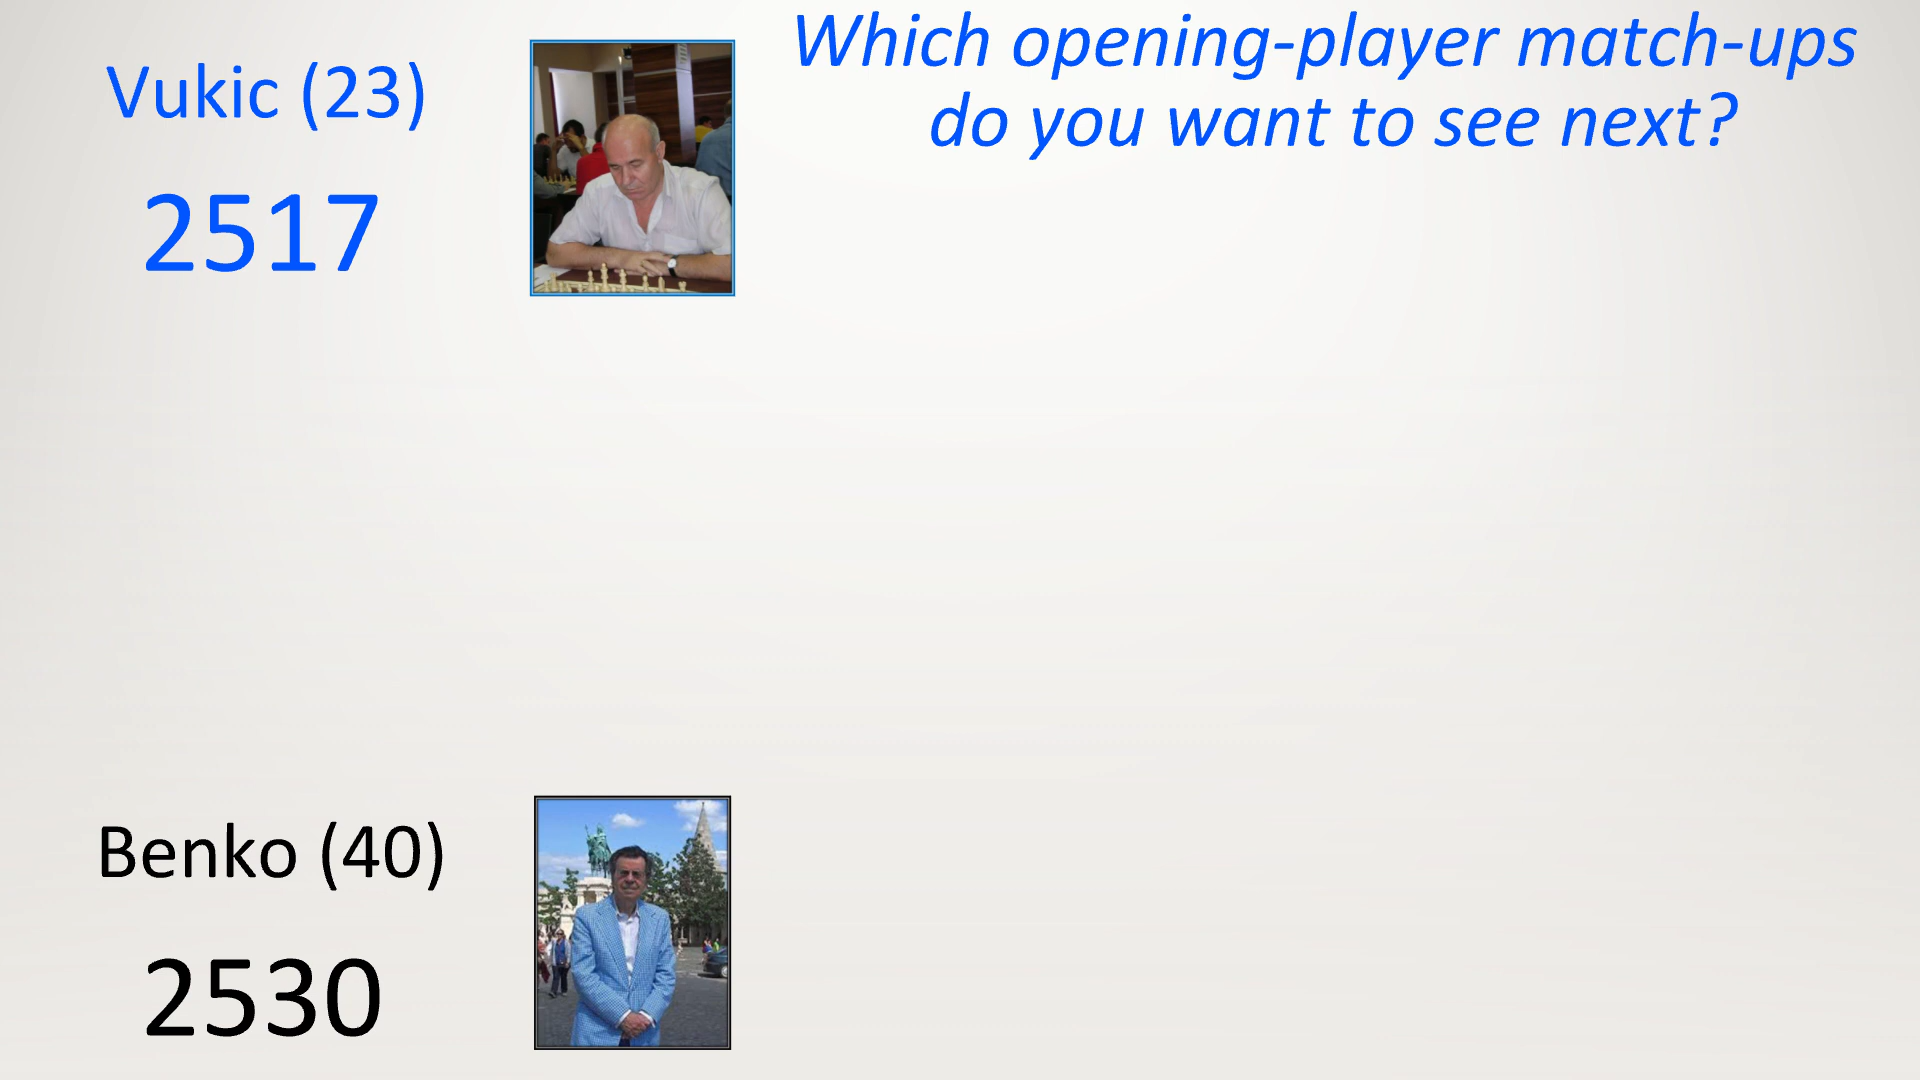 Vukic (23)
2517
Which opening-player match-ups
do you want to see next?
Benko (40)
2530